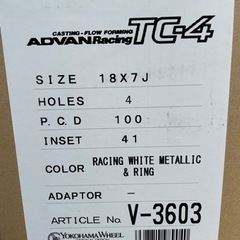 CASTING - FLOW FORMING
ADVAN Racing TC-4
SIZE 18X7J
HOLES 4
P.C.D 100
INSET 41
COLOR RACING WHITE METALLIC & RING
ADAPTOR –
ARTICLE No. V-3603
YOKOHAMA WHEEL